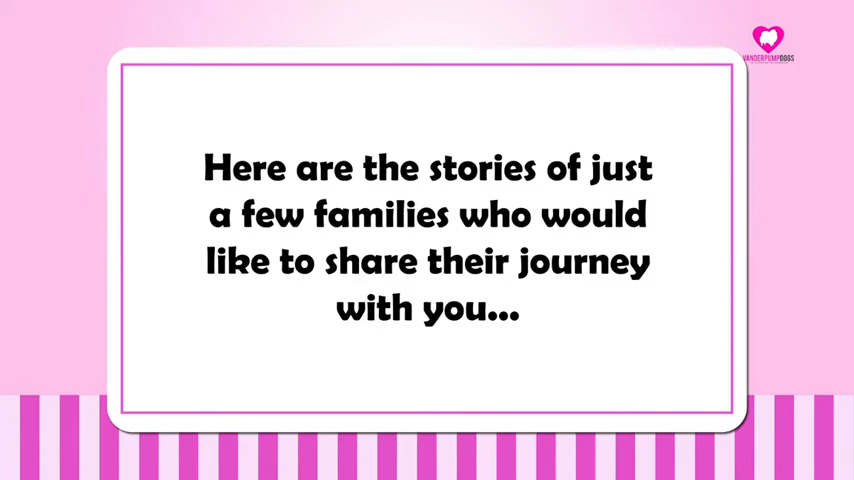 VANDERPUMPDOGS
Here are the stories of just
a few families who would
like to share their journey
with you...